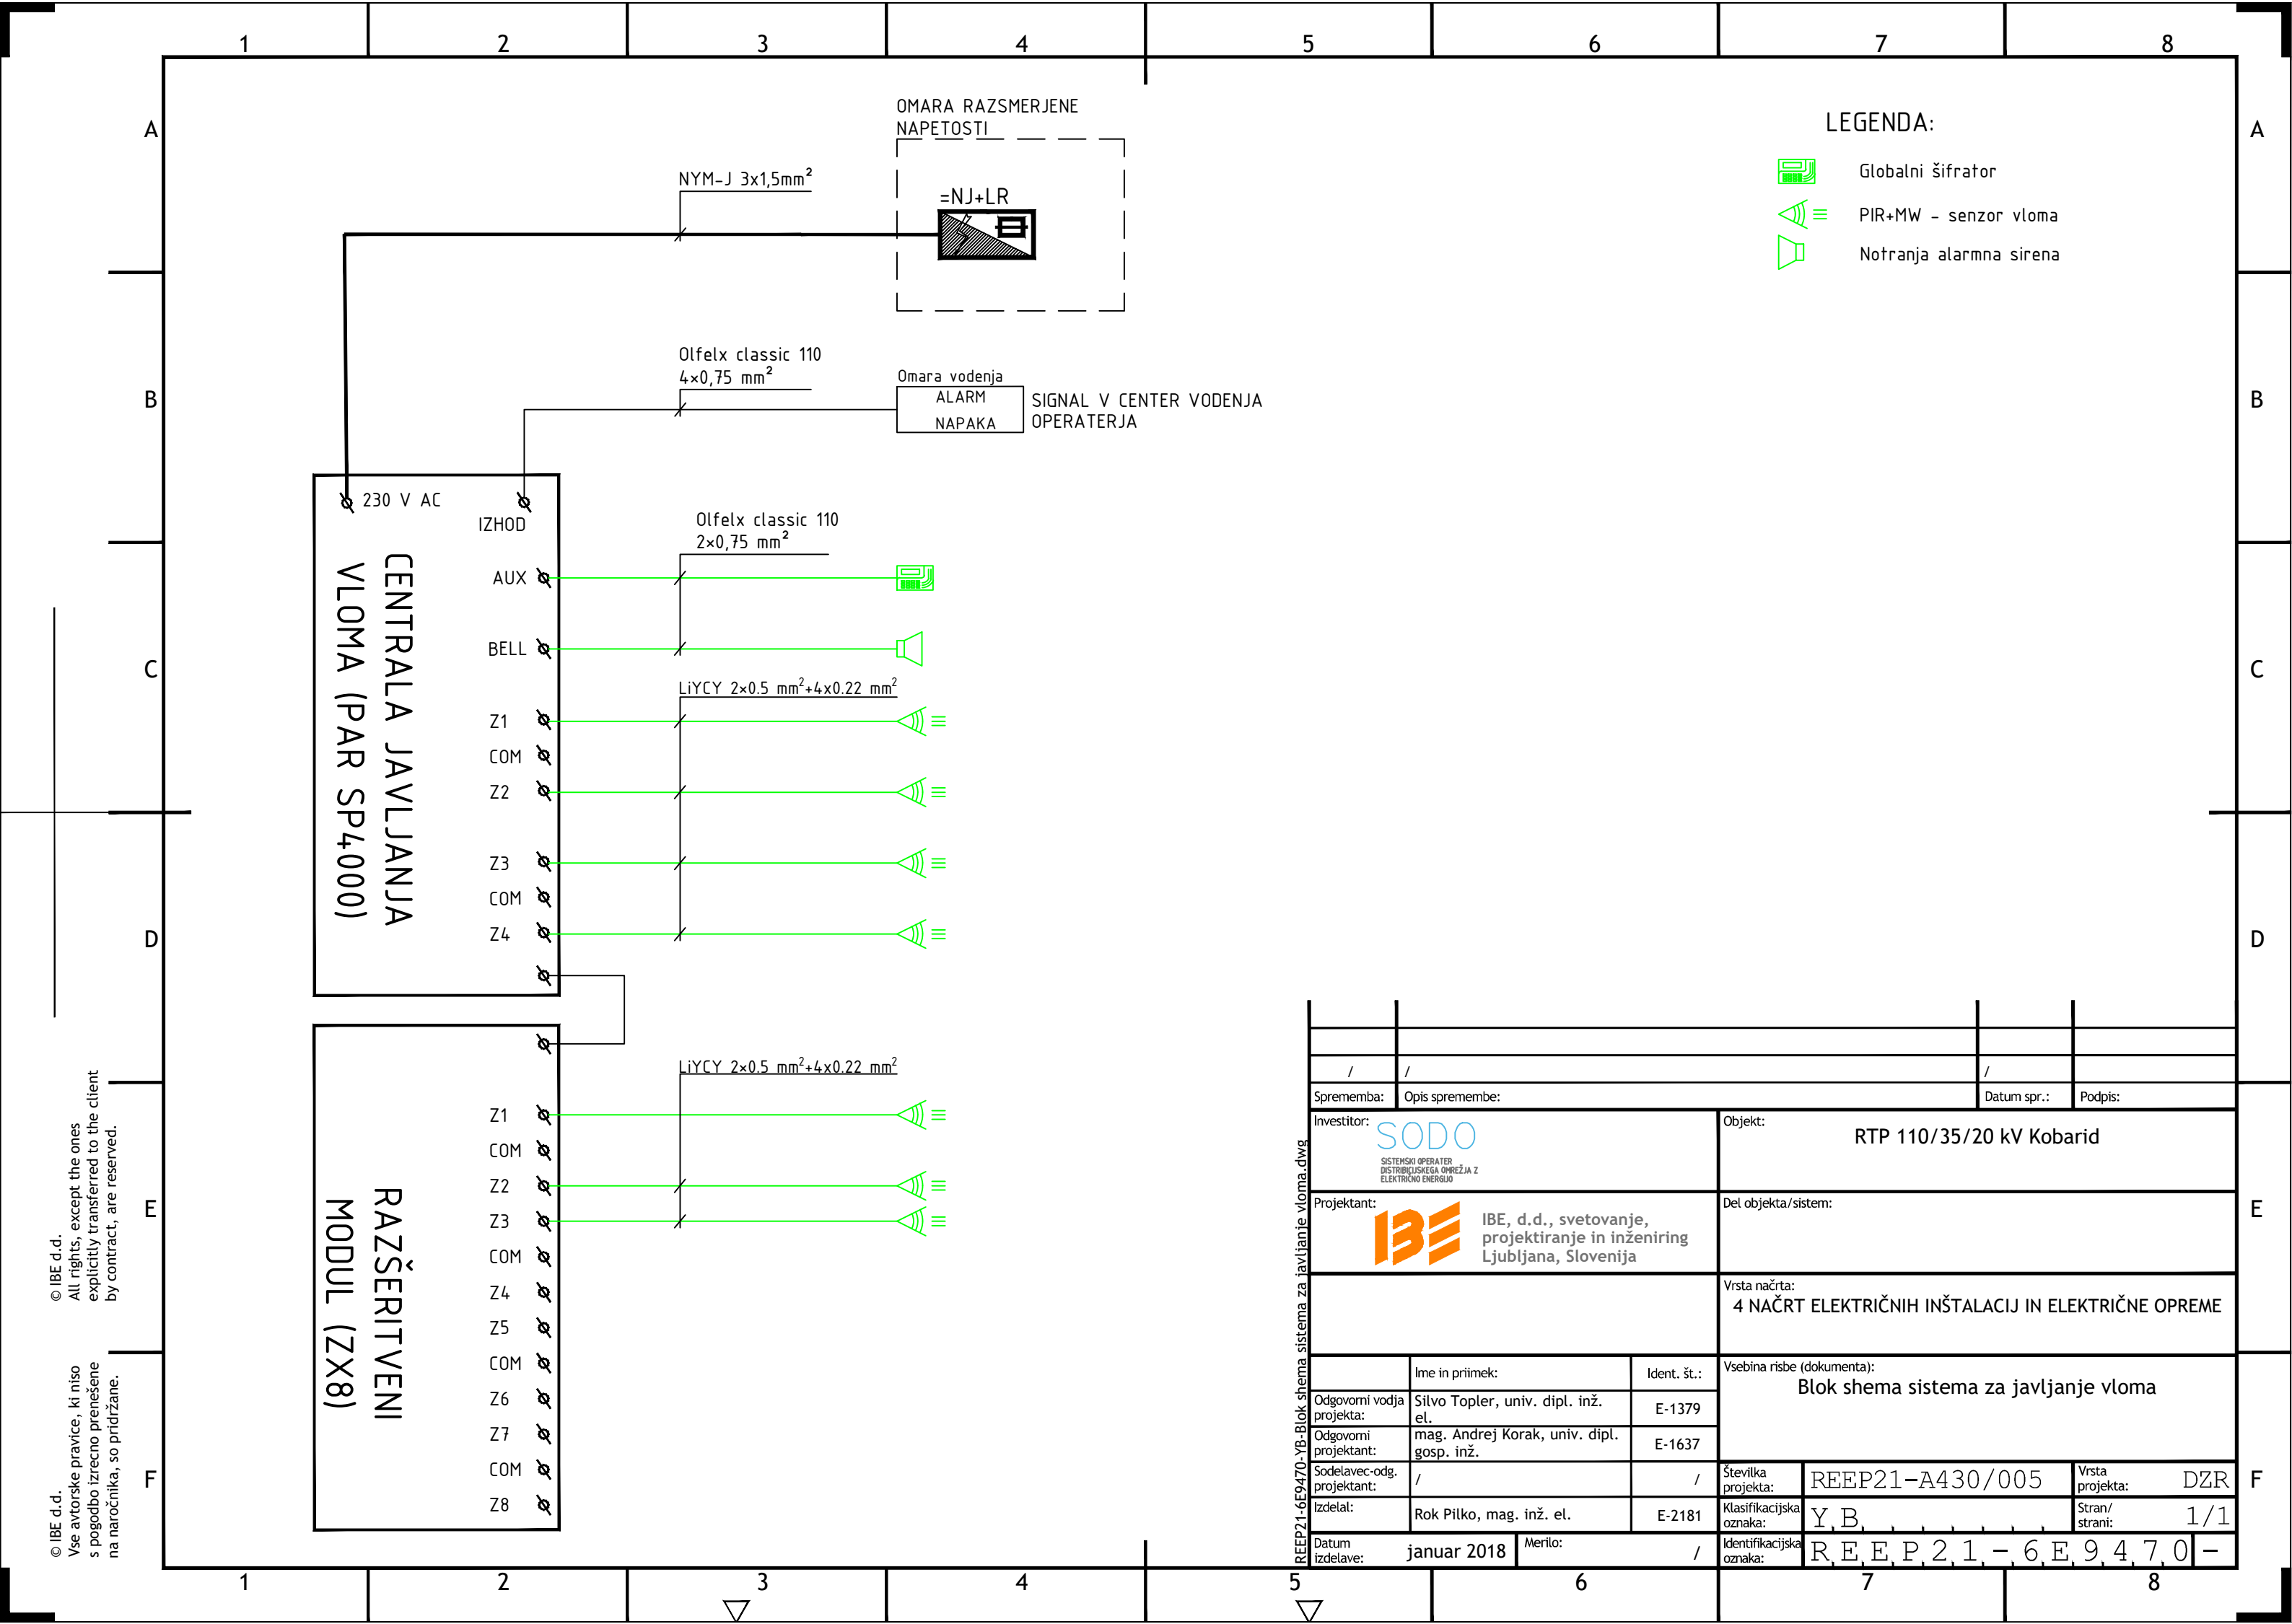 1 2 3 4 5 6 7 8
A
B
C
D
E
F
OMARA RAZSMERJENE
NAPETOSTI
NYM-J 3x1,5mm²
=NJ+LR
LEGENDA:
Globalni šifrator
PIR+MW - senzor vloma
Notranja alarmna sirena
Olfelx classic 110
4×0,75 mm²
Omara vodenja
ALARM
NAPAKA
SIGNAL V CENTER VODENJA
OPERATERJA
230 V AC
IZHOD
CENTRALA JAVLJANJA
VLOMA (PAR SP4000)
Olfelx classic 110
2×0,75 mm²
AUX
BELL
LiYCY 2×0.5 mm²+4x0.22 mm²
Z1
COM
Z2
Z3
COM
Z4
RAZŠERITVENI
MODUL (ZX8)
LiYCY 2×0.5 mm²+4x0.22 mm²
Z1
COM
Z2
Z3
COM
Z4
Z5
COM
Z6
Z7
COM
Z8
© IBE d.d.
All rights, except the ones
explicitly transferred to the client
by contract, are reserved.
© IBE d.d.
Vse avtorske pravice, ki niso
s pogodbo izrecno prenešene
na naročnika, so pridržane.
REEP21-6E9470-YB-Blok shema sistema za javljanje vloma.dwg
/ / /
Sprememba: Opis spremembe: Datum spr.: Podpis:
Investitor:
SODO
SISTEMSKI OPERATER
DISTRIBUCIJSKEGA OMREŽJA Z
ELEKTRIČNO ENERGIJO
Objekt:
RTP 110/35/20 kV Kobarid
Projektant:
IBE
IBE, d.d., svetovanje,
projektiranje in inženiring
Ljubljana, Slovenija
Del objekta/sistem:
Vrsta načrta:
4 NAČRT ELEKTRIČNIH INŠTALACIJ IN ELEKTRIČNE OPREME
Ime in priimek: Ident. št.:
Vsebina risbe (dokumenta):
Blok shema sistema za javljanje vloma
Odgovorni vodja
projekta:
Silvo Topler, univ. dipl. inž.
el.
E-1379
Odgovorni
projektant:
mag. Andrej Korak, univ. dipl.
gosp. inž.
E-1637
Sodelavec-odg.
projektant:
/ /
Izdelal:
Rok Pilko, mag. inž. el.
E-2181
Datum
izdelave:
januar 2018
Merilo:
/
Številka
projekta:
REEP21-A430/005
Vrsta
projekta:
DZR
Klasifikacijska
oznaka:
Y,B, , , , , , ,
Stran/
strani:
1/1
Identifikacijska
oznaka:
R,E,E,P,2,1,-,6,E,9,4,7,0 -
A
B
C
D
E
F
1 2 3 4 5 6 7 8